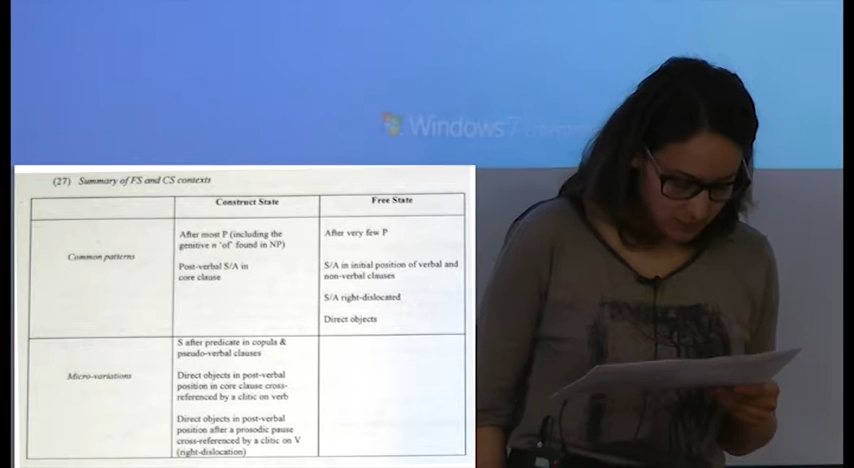 Windows 7
(27) Summary of FS and CS contexts
Construct State
Free State
Common patterns
After most P (including the
genitive n 'of' found in NP)
Post-verbal S/A in
core clause
After very few P
S/A in initial position of verbal and
non-verbal clauses
S/A right-dislocated
Direct objects
Micro-variations
S after predicate in copula &
pseudo-verbal clauses
Direct objects in post-verbal
position in core clause cross-
referenced by a clitic on verb
Direct objects in post-verbal
position after a prosodic pause
cross-referenced by a clitic on V
(right-dislocation)